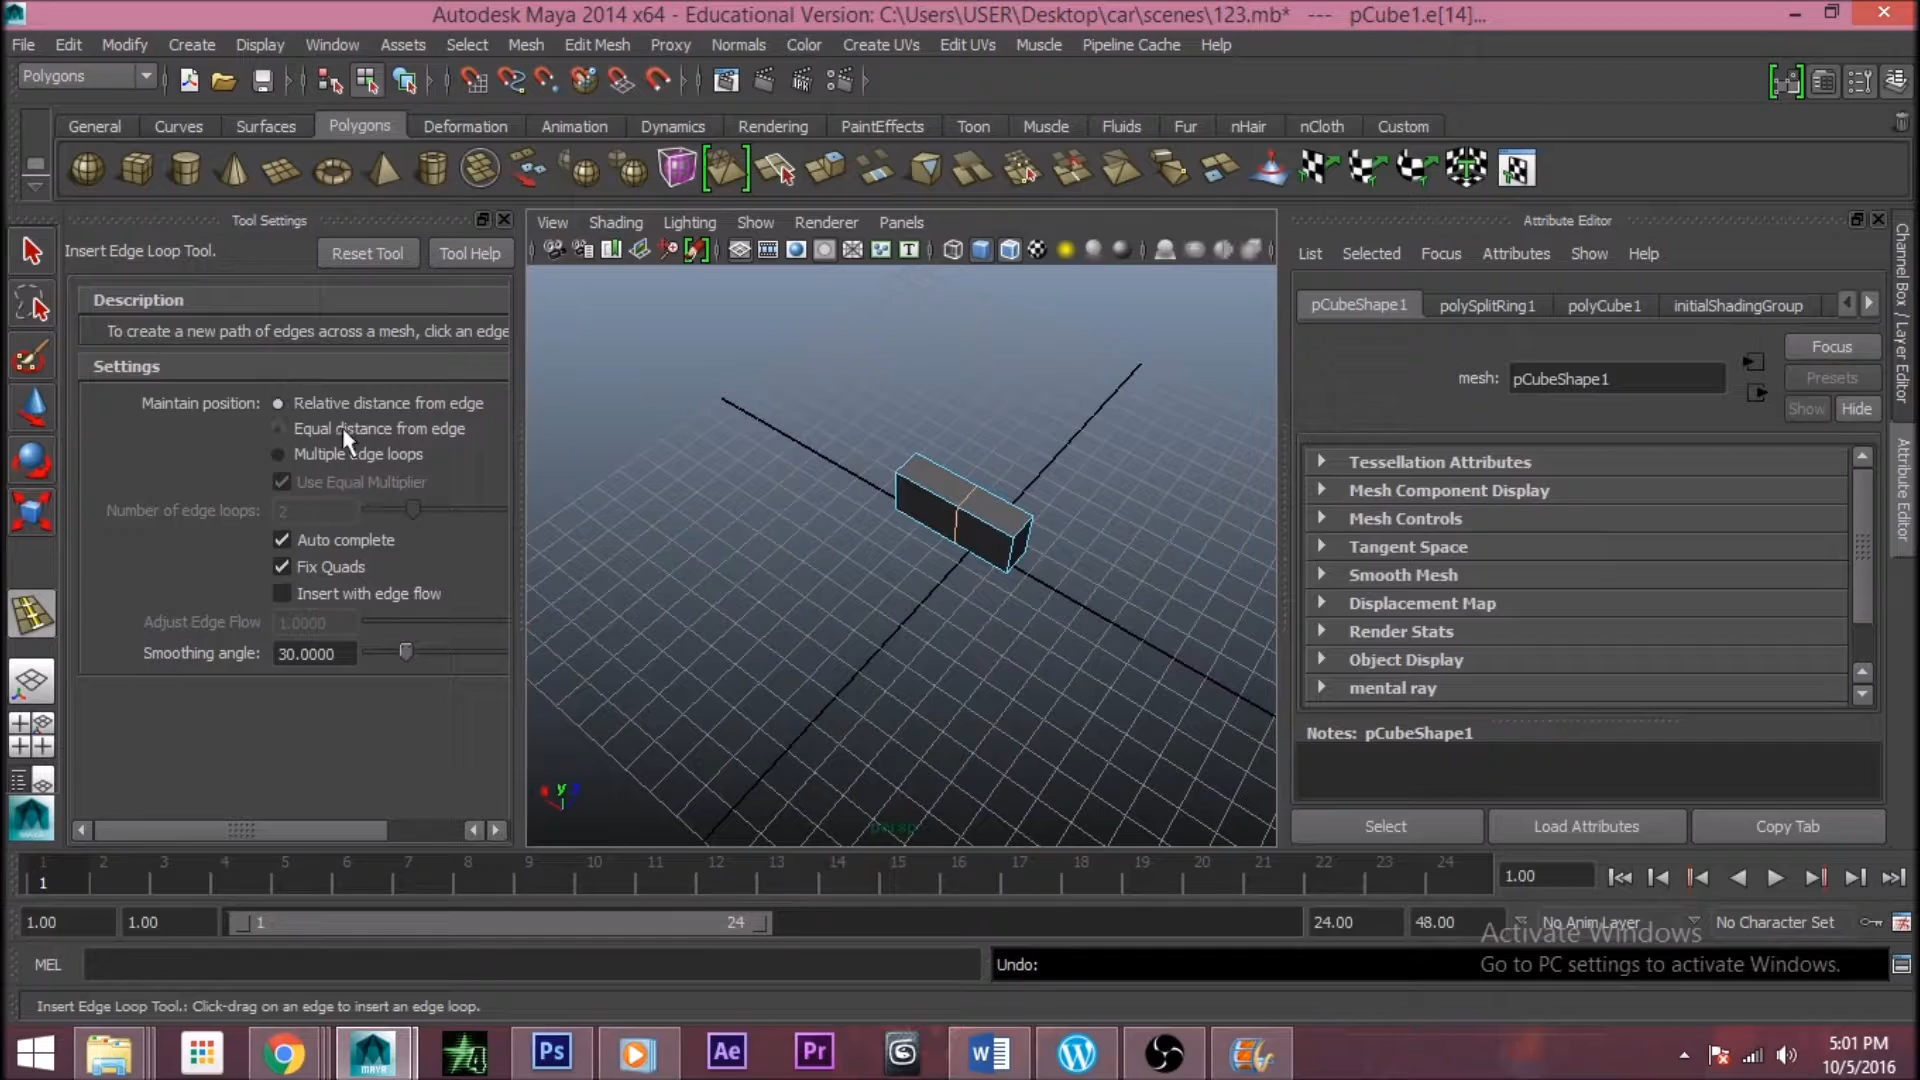 Autodesk Maya 2014 x64 - Educational Version: C:\Users\USER\Desktop\car\scenes\123.mb* --- pCube1.e[14]...
File Edit Modify Create Display Window Assets Select Mesh Edit Mesh Proxy Normals Color Create UVs Edit UVs Muscle Pipeline Cache Help
Polygons
IPR
General Curves Surfaces Polygons Deformation Animation Dynamics Rendering PaintEffects Toon Muscle Fluids Fur nHair nCloth Custom
Tool Settings
Insert Edge Loop Tool.
Reset Tool
Tool Help
Description
To create a new path of edges across a mesh, click an edge
Settings
Maintain position:
Relative distance from edge
Equal distance from edge
Multiple edge loops
Use Equal Multiplier
Number of edge loops: 2
Auto complete
Fix Quads
Insert with edge flow
Adjust Edge Flow 1.0000
Smoothing angle: 30.0000
View Shading Lighting Show Renderer Panels
T
y
persp
Attribute Editor
List Selected Focus Attributes Show Help
pCubeShape1 polySplitRing1 polyCube1 initialShadingGroup
Focus
mesh: pCubeShape1
Presets
Show Hide
Tessellation Attributes
Mesh Component Display
Mesh Controls
Tangent Space
Smooth Mesh
Displacement Map
Render Stats
Object Display
mental ray
Notes: pCubeShape1
Select
Load Attributes
Copy Tab
Channel Box / Layer Editor
Attribute Editor
1 2 3 4 5 6 7 8 9 10 11 12 13 14 15 16 17 18 19 20 21 22 23 24
1
1.00
1.00 1.00 1 24 24.00 48.00 No Anim Layer No Character Set
Activate Windows
Go to PC settings to activate Windows.
MEL
Undo:
Insert Edge Loop Tool.: Click-drag on an edge to insert an edge loop.
MAYA
Ps
Ae
Pr
W
5:01 PM
10/5/2016